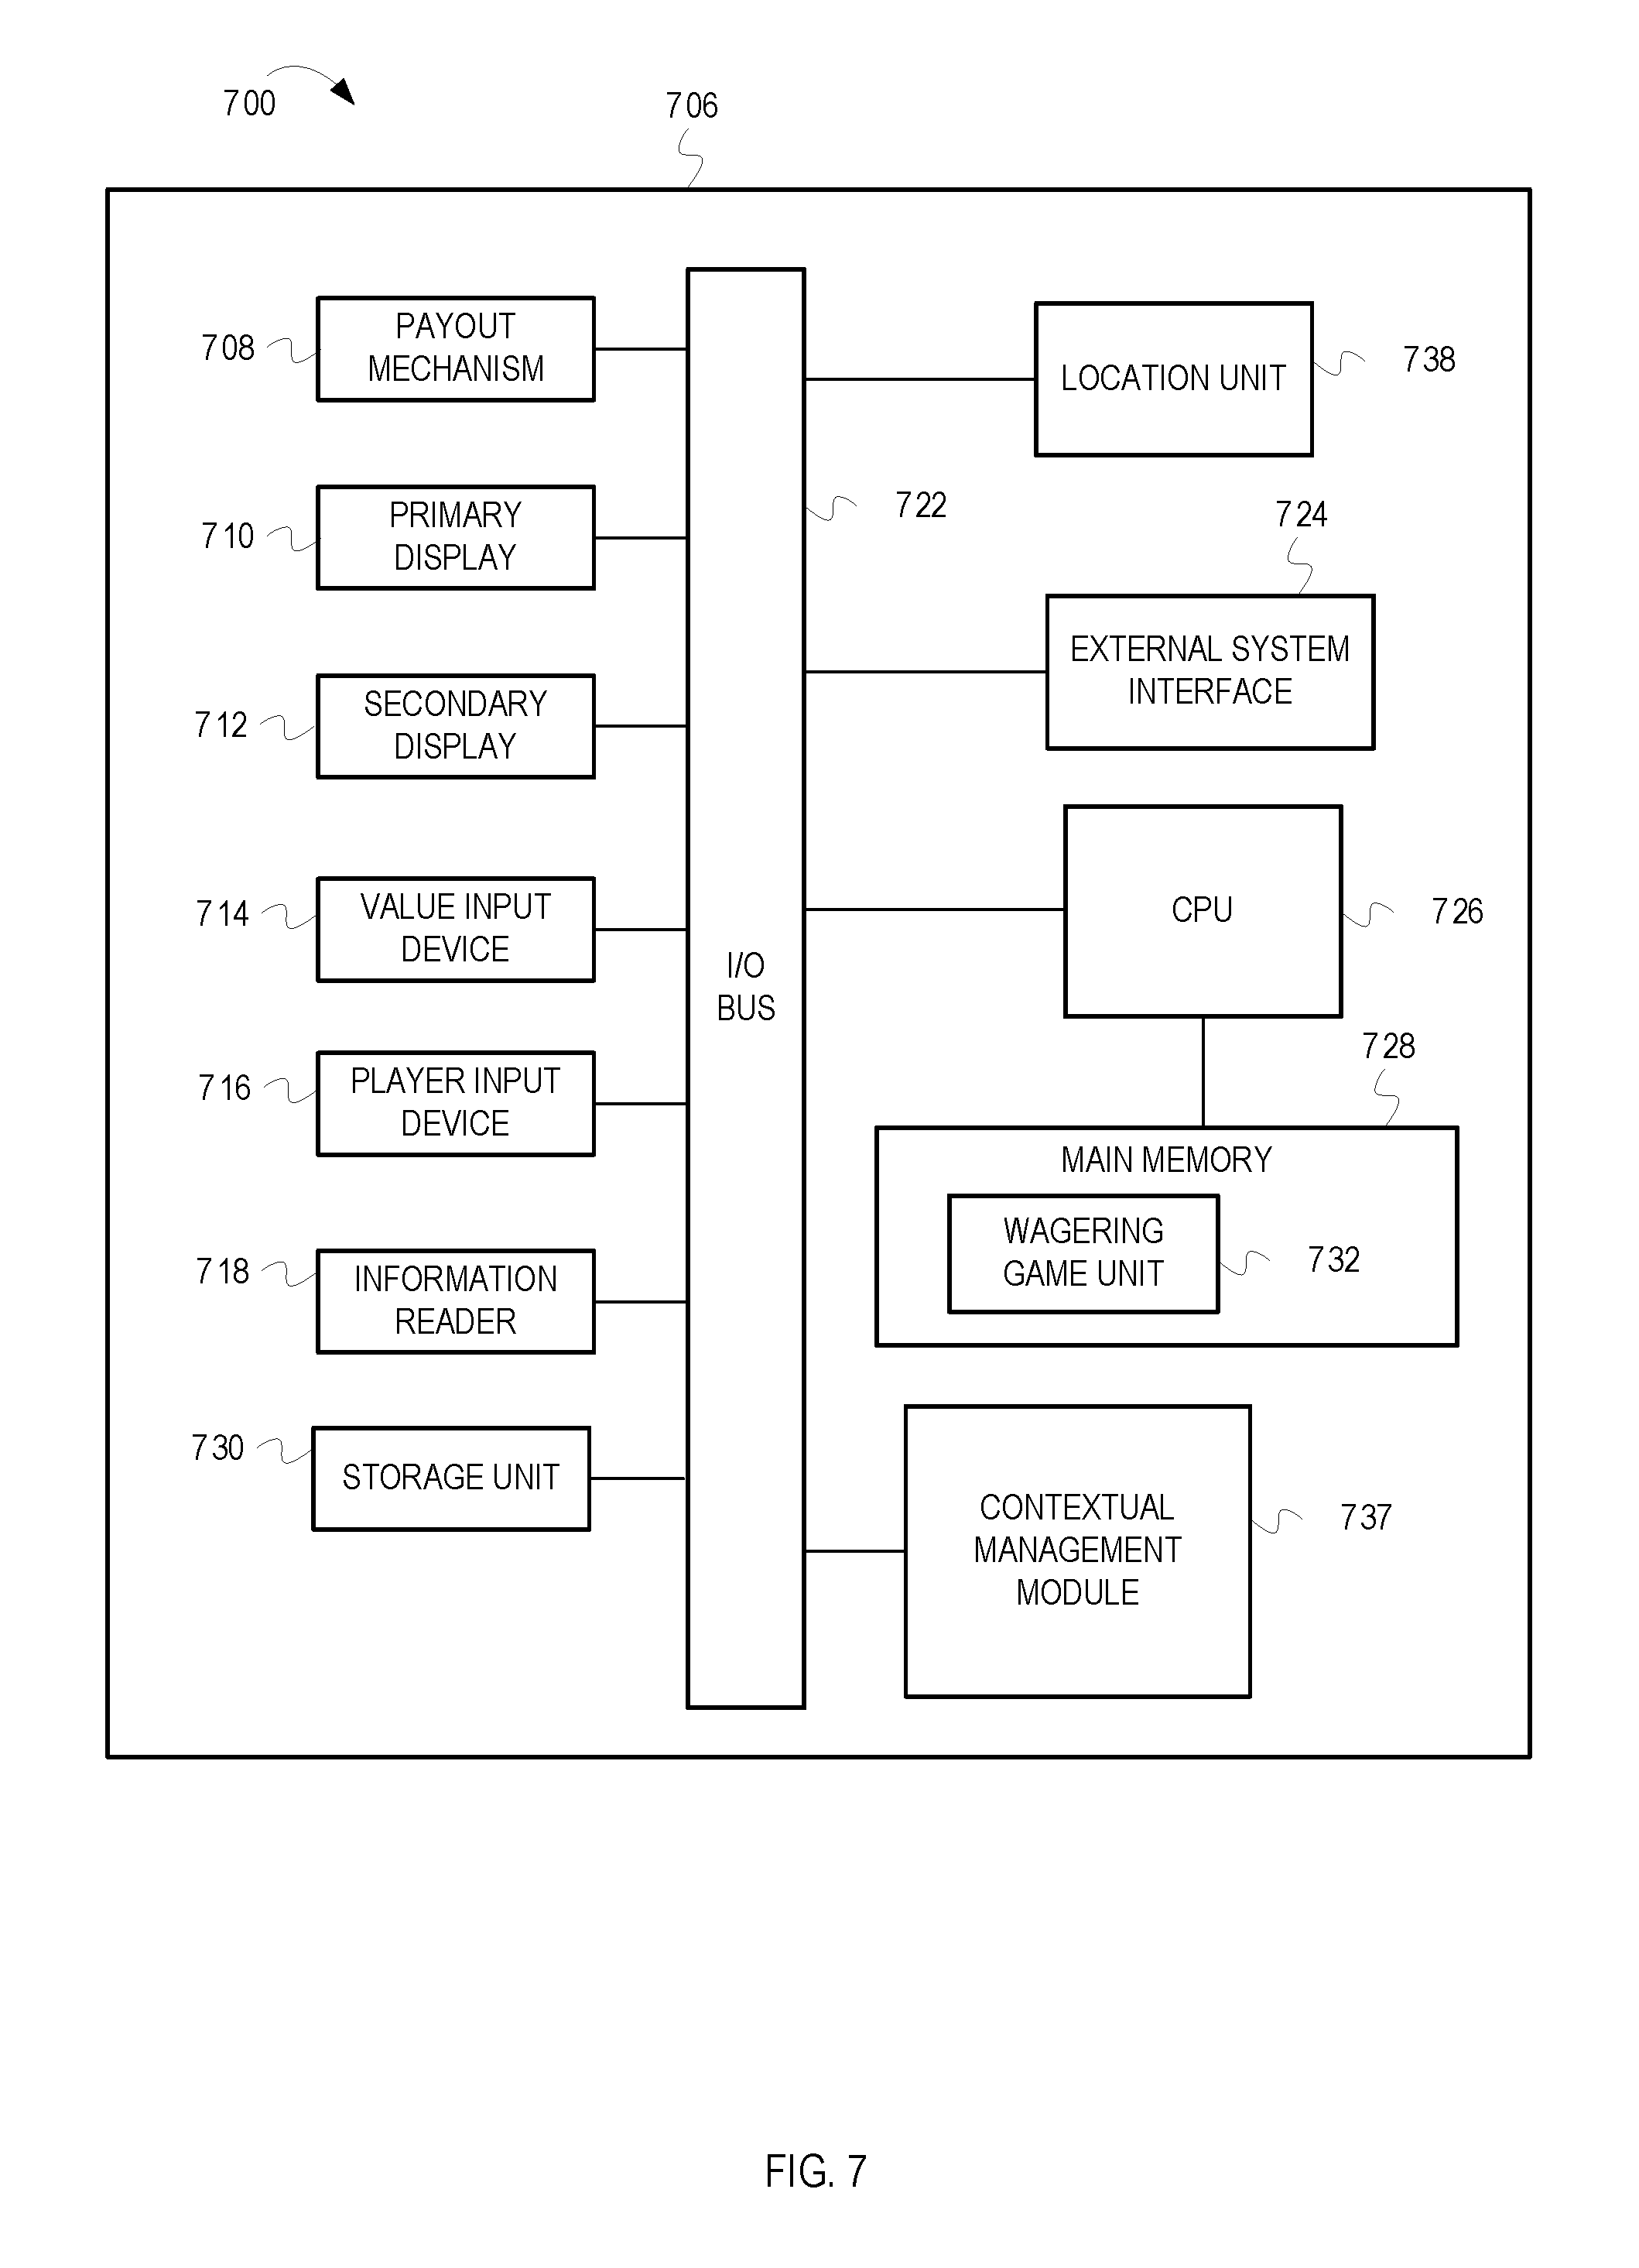 700
706
708
PAYOUT
MECHANISM
710
PRIMARY
DISPLAY
712
SECONDARY
DISPLAY
714
VALUE INPUT
DEVICE
716
PLAYER INPUT
DEVICE
718
INFORMATION
READER
730
STORAGE UNIT
I/O
BUS
722
LOCATION UNIT
738
724
EXTERNAL SYSTEM
INTERFACE
CPU
726
728
MAIN MEMORY
WAGERING
GAME UNIT
732
CONTEXTUAL
MANAGEMENT
MODULE
737
FIG. 7